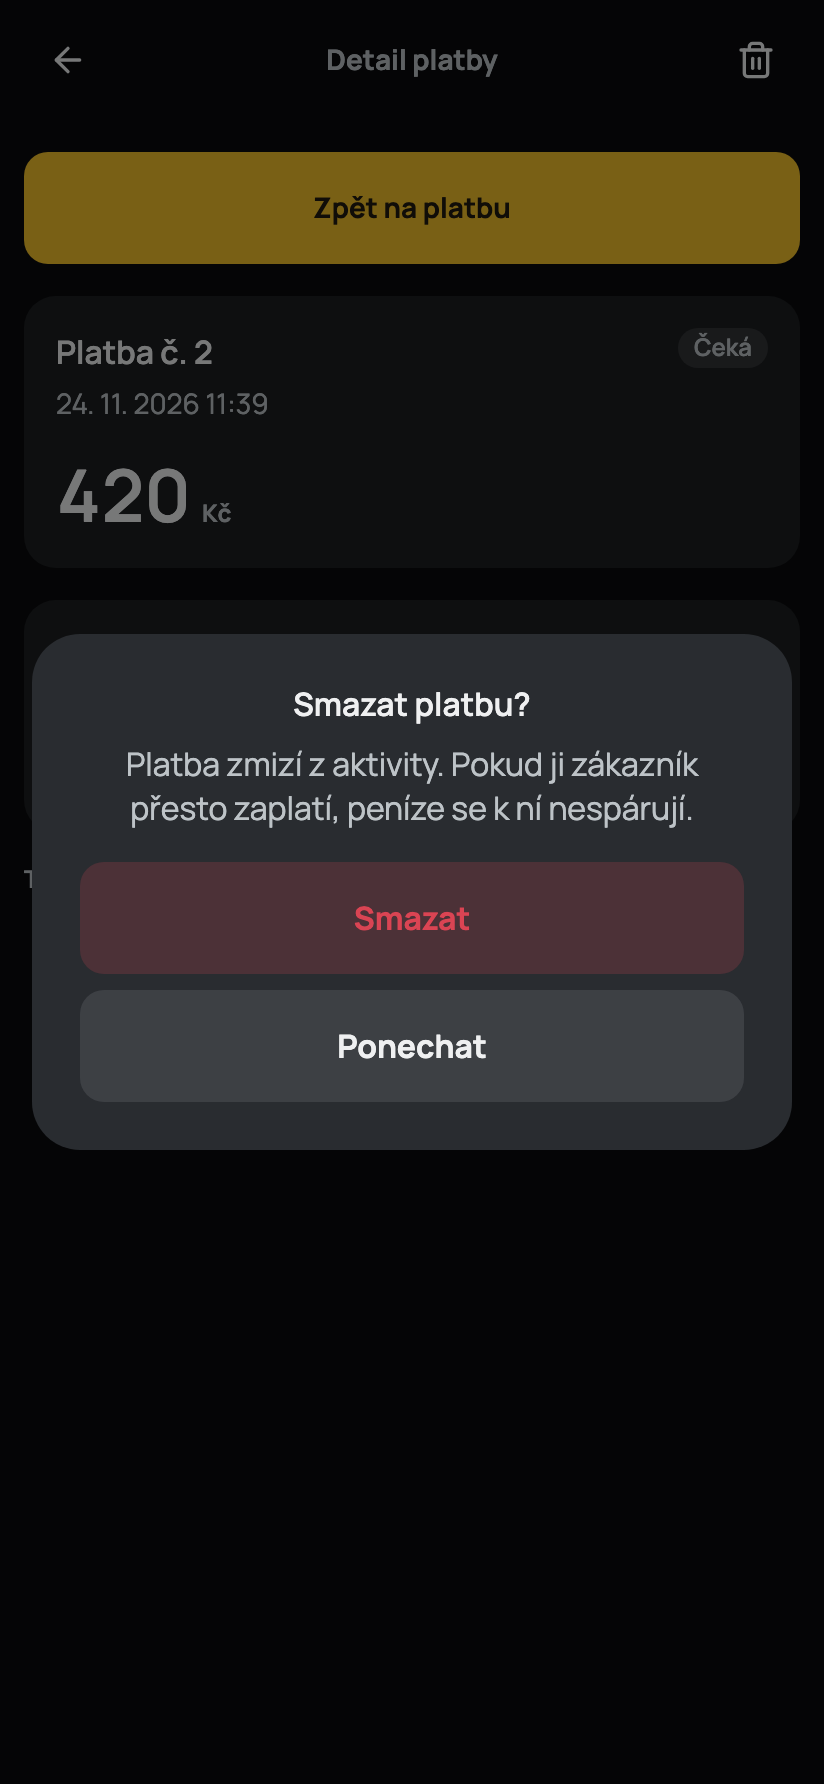 Detail platby
Zpět na platbu
Platba č. 2
Čeká
24. 11. 2026 11:39
420 Kč
Smazat platbu?
Platba zmizí z aktivity. Pokud ji zákazník
přesto zaplatí, peníze se k ní nespárují.
Smazat
Ponechat